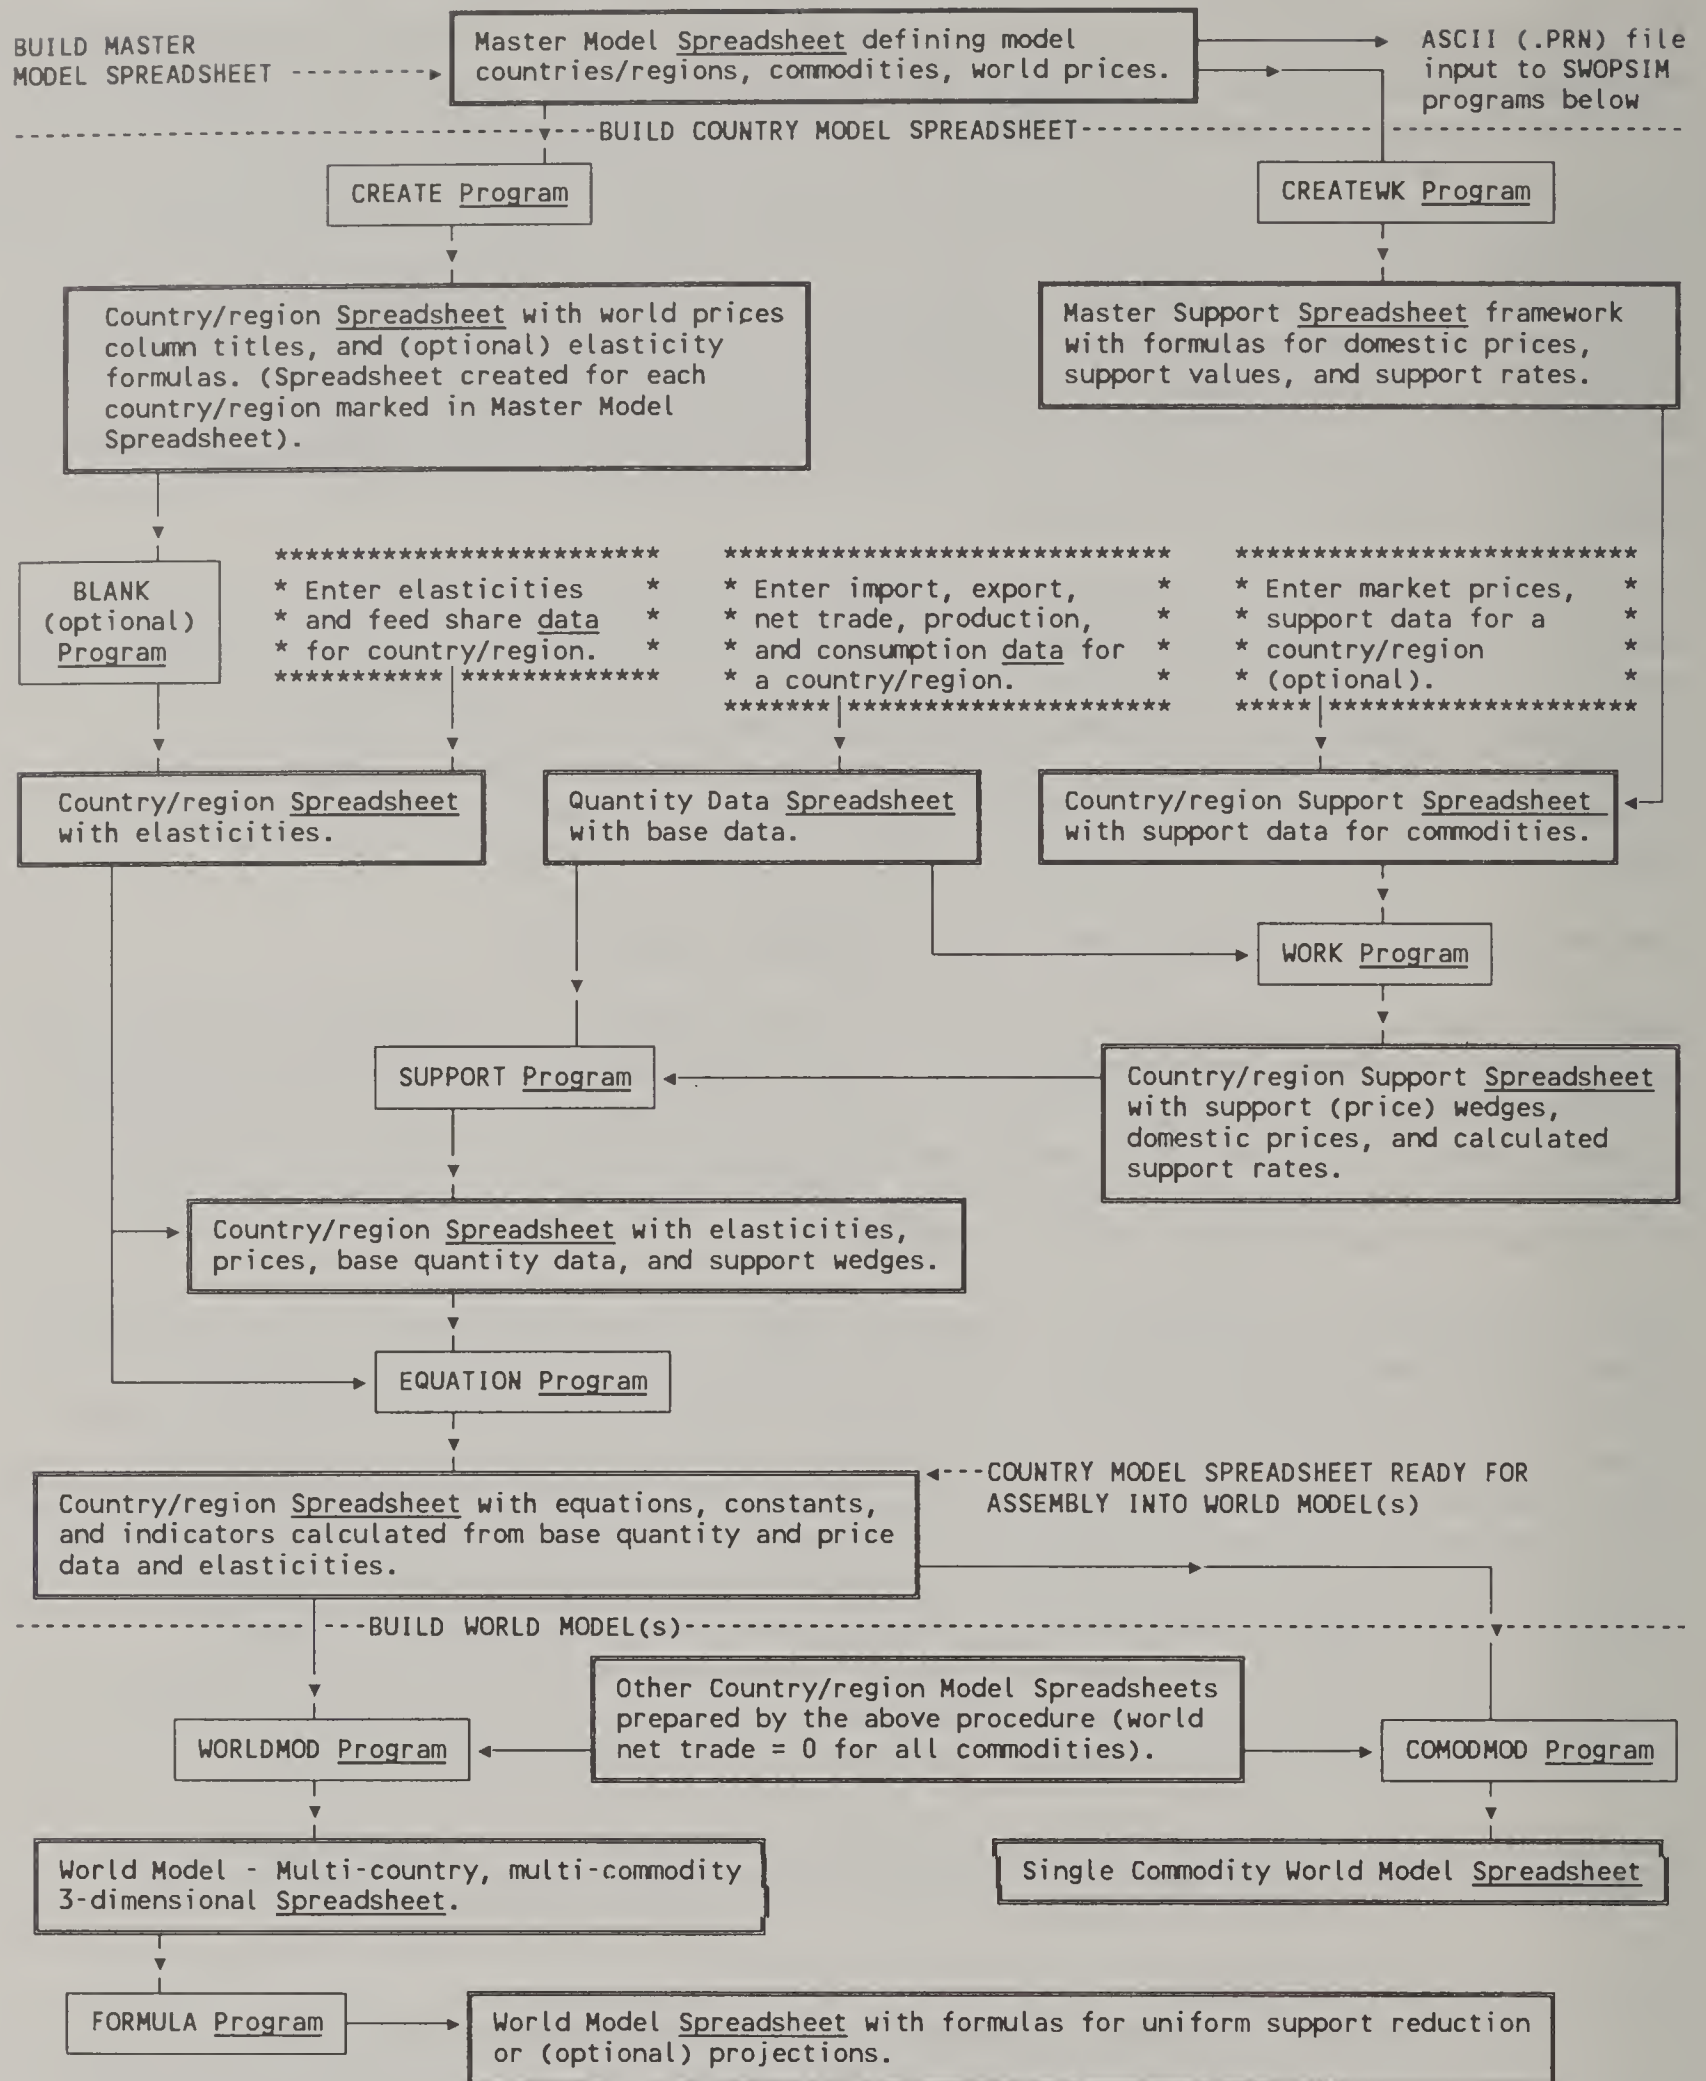 BUILD MASTER
MODEL SPREADSHEET
Master Model Spreadsheet defining model
countries/regions, commodities, world prices.
ASCII (.PRN) file
input to SWOPSIM
programs below
BUILD COUNTRY MODEL SPREADSHEET
CREATE Program
CREATEWK Program
Country/region Spreadsheet with world prices
column titles, and (optional) elasticity
formulas. (Spreadsheet created for each
country/region marked in Master Model
Spreadsheet).
Master Support Spreadsheet framework
with formulas for domestic prices,
support values, and support rates.
BLANK
(optional)
Program
*************************
* Enter elasticities *
* and feed share data *
* for country/region. *
*********** *************
*****************************
* Enter import, export, *
* net trade, production, *
* and consumption data for *
* a country/region. *
******* *********************
**************************
* Enter market prices, *
* support data for a *
* country/region *
* (optional). *
***** ********************
Country/region Spreadsheet
with elasticities.
Quantity Data Spreadsheet
with base data.
Country/region Support Spreadsheet
with support data for commodities.
WORK Program
SUPPORT Program
Country/region Support Spreadsheet
with support (price) wedges,
domestic prices, and calculated
support rates.
Country/region Spreadsheet with elasticities,
prices, base quantity data, and support wedges.
EQUATION Program
Country/region Spreadsheet with equations, constants,
and indicators calculated from base quantity and price
data and elasticities.
COUNTRY MODEL SPREADSHEET READY FOR
ASSEMBLY INTO WORLD MODEL(s)
BUILD WORLD MODEL(s)
WORLDMOD Program
Other Country/region Model Spreadsheets
prepared by the above procedure (world
net trade = 0 for all commodities).
COMODMOD Program
World Model - Multi-country, multi-commodity
3-dimensional Spreadsheet.
Single Commodity World Model Spreadsheet
FORMULA Program
World Model Spreadsheet with formulas for uniform support reduction
or (optional) projections.